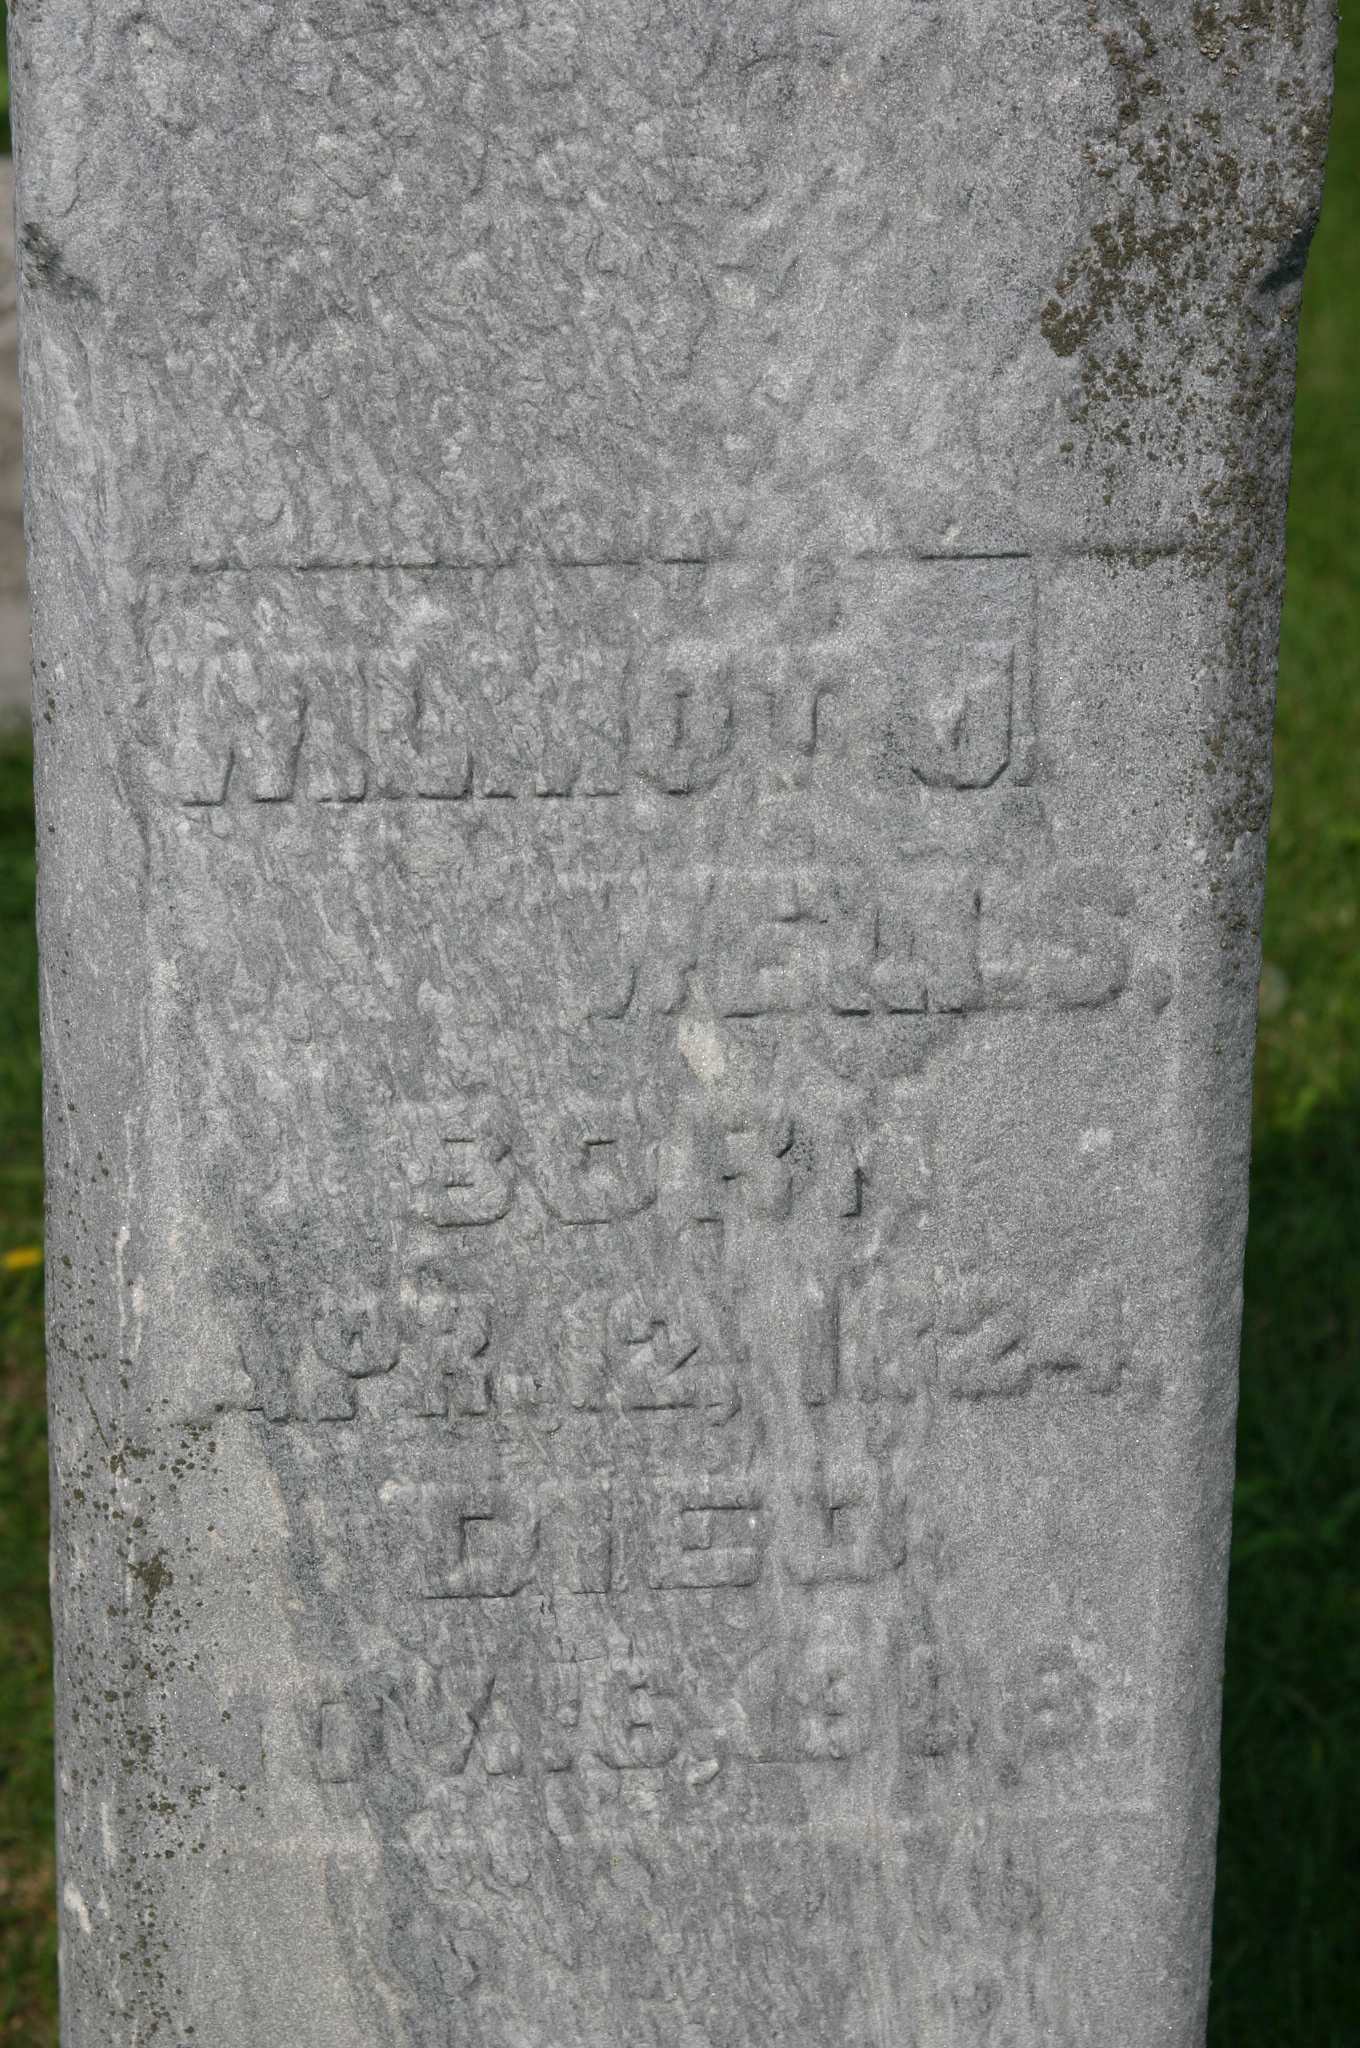 WILMOT J.
WELLS,
BORN
APR. 12, 1824,
DIED